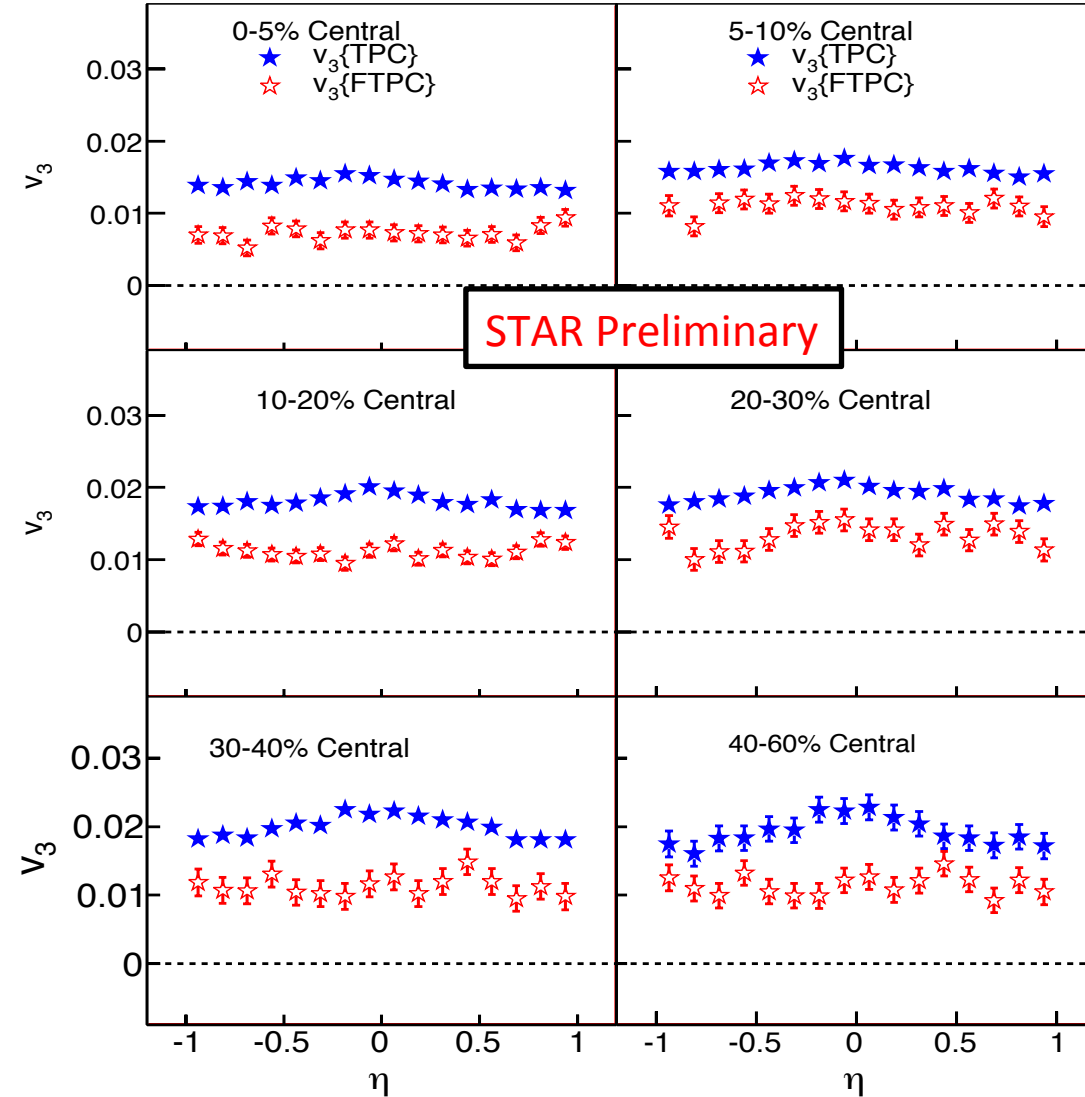 0-5% Central
v3{TPC}
v3{FTPC}
5-10% Central
v3{TPC}
v3{FTPC}
0.03
0.02
0.01
0
v3
STAR Preliminary
10-20% Central
20-30% Central
0.03
0.02
0.01
0
v3
30-40% Central
40-60% Central
0.03
0.02
0.01
0
v3
-1 -0.5 0 0.5 1
-1 -0.5 0 0.5 1
η
η